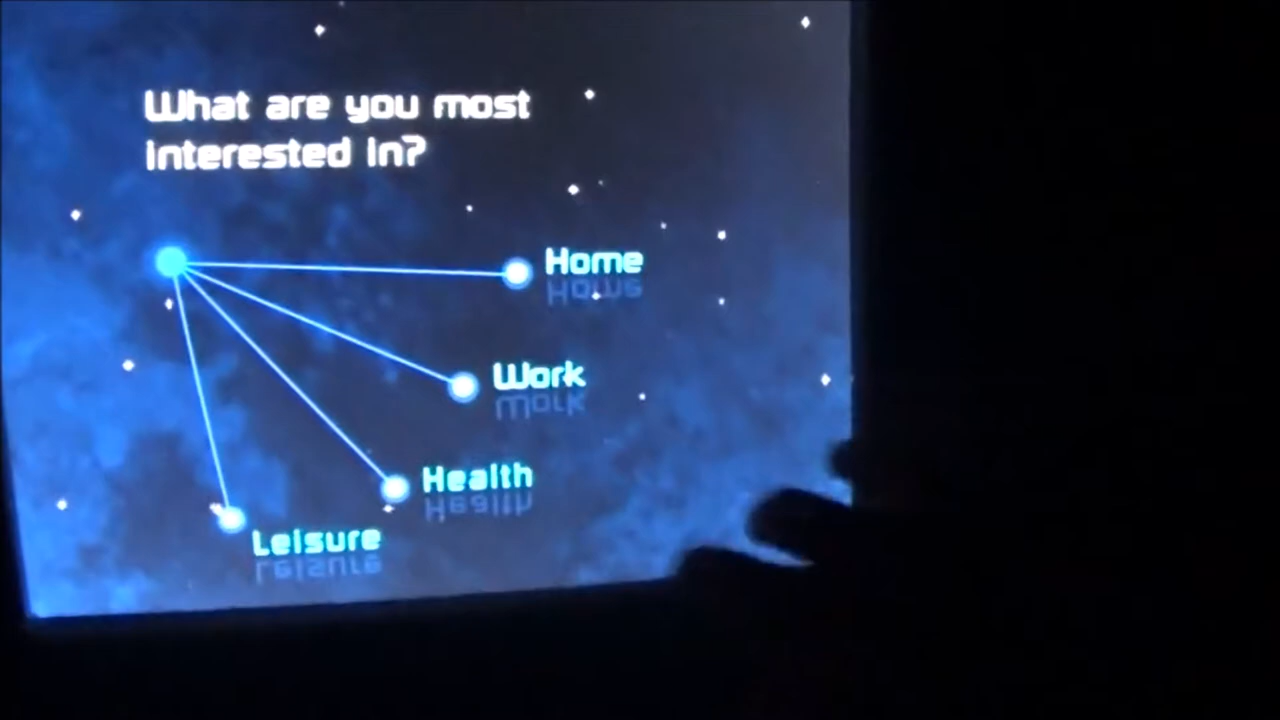 What are you most
interested in?
Home
Work
Health
Leisure